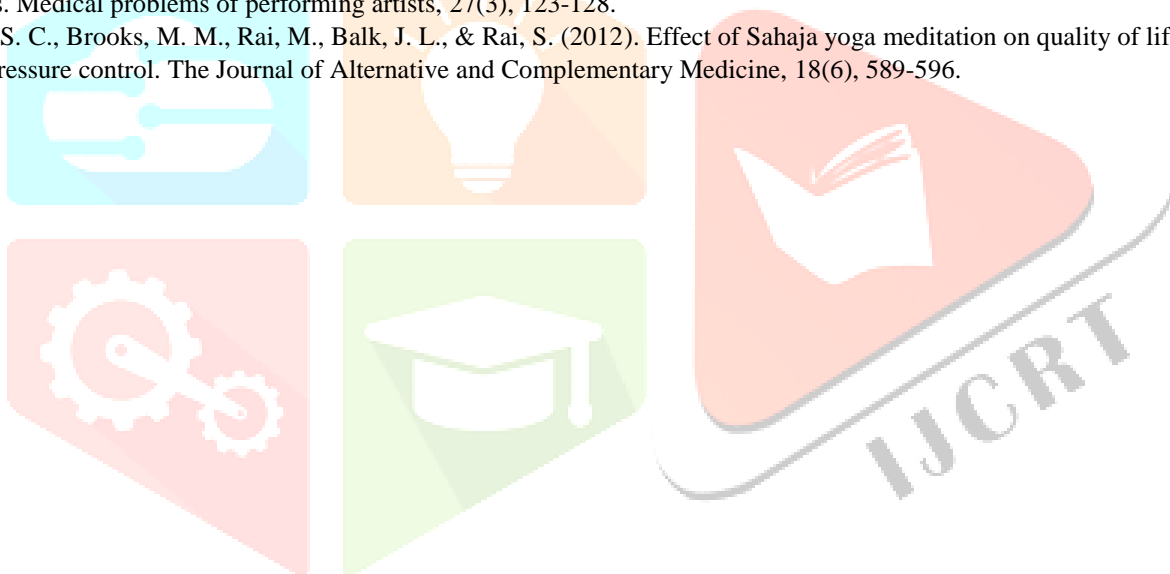 s. Medical problems of performing artists, 27(3), 123-128.
S. C., Brooks, M. M., Rai, M., Balk, J. L., & Rai, S. (2012). Effect of Sahaja yoga meditation on quality of lif
ressure control. The Journal of Alternative and Complementary Medicine, 18(6), 589-596.
IJCRT